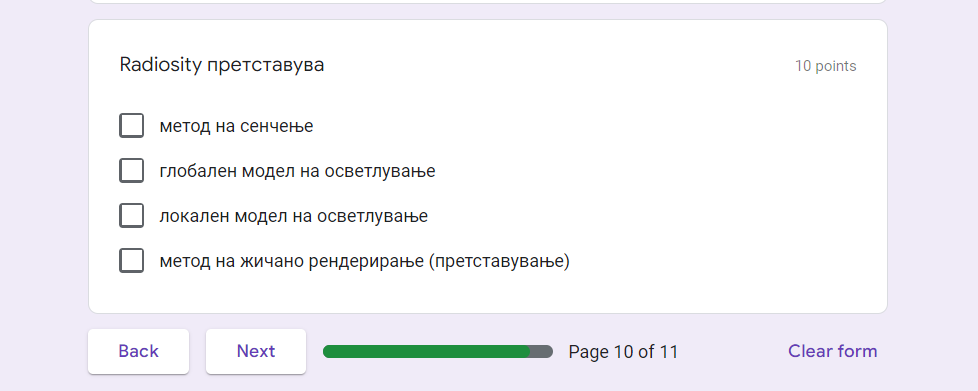 Radiosity претставува
10 points
метод на сенчење
глобален модел на осветлување
локален модел на осветлување
метод на жичано рендерирање (претставување)
Back
Next
Page 10 of 11
Clear form